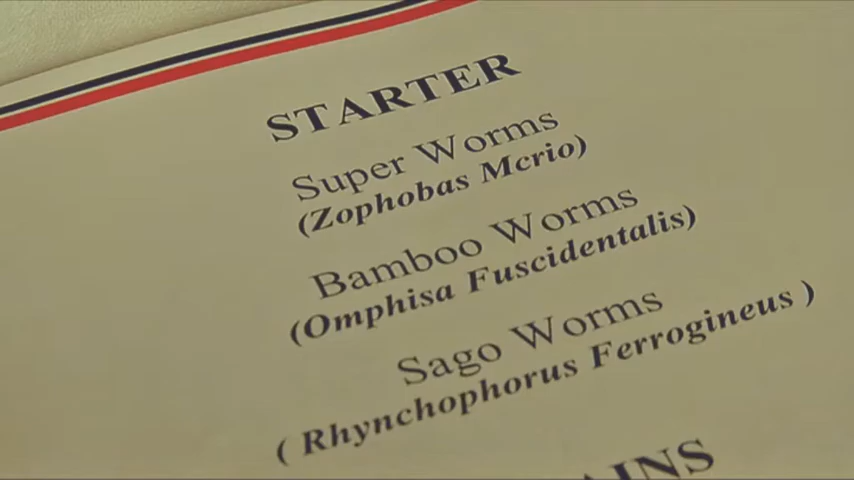 STARTER
Super Worms
(Zophobas Mcrio)
Bamboo Worms
(Omphisa Fuscidentalis)
Sago Worms
( Rhynchophorus Ferrogineus )